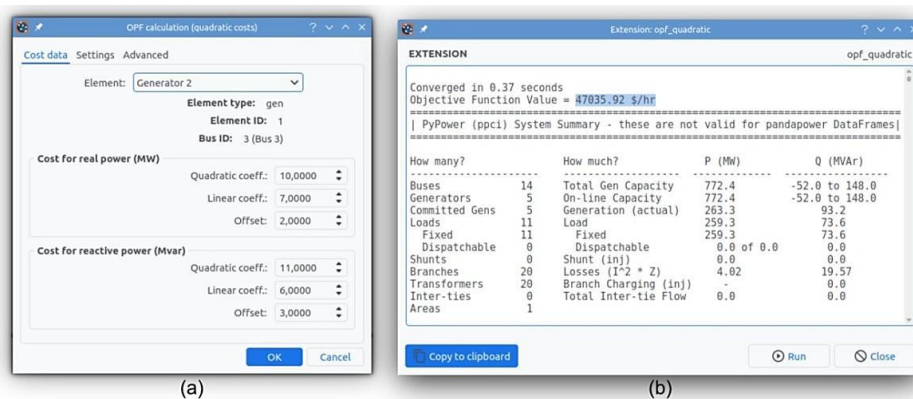 OPF calculation (quadratic costs)
Cost data Settings Advanced
Element: Generator 2
Element type: gen
Element ID: 1
Bus ID: 3 (Bus 3)
Cost for real power (MW)
Quadratic coeff.: 10,0000
Linear coeff.: 7,0000
Offset: 2,0000
Cost for reactive power (Mvar)
Quadratic coeff.: 11,0000
Linear coeff.: 6,0000
Offset: 3,0000
OK Cancel
(a)
Extension: opf_quadratic
EXTENSION opf_quadratic
Converged in 0.37 seconds
Objective Function Value = 47035.92 $/hr
================================================================================
| PyPower (ppci) System Summary - these are not valid for pandapower DataFrames|
================================================================================
How many? How much? P (MW) Q (MVAr)
--------------------- ------------------- ------------- -----------------
Buses 14 Total Gen Capacity 772.4 -52.0 to 148.0
Generators 5 On-line Capacity 772.4 -52.0 to 148.0
Committed Gens 5 Generation (actual) 263.3 93.2
Loads 11 Load 259.3 73.6
Fixed 11 Fixed 259.3 73.6
Dispatchable 0 Dispatchable 0.0 of 0.0 0.0
Shunts 0 Shunt (inj) 0.0 0.0
Branches 20 Losses (I^2 * Z) 4.02 19.57
Transformers 20 Branch Charging (inj) - 0.0
Inter-ties 0 Total Inter-tie Flow 0.0 0.0
Areas 1
Copy to clipboard Run Close
(b)